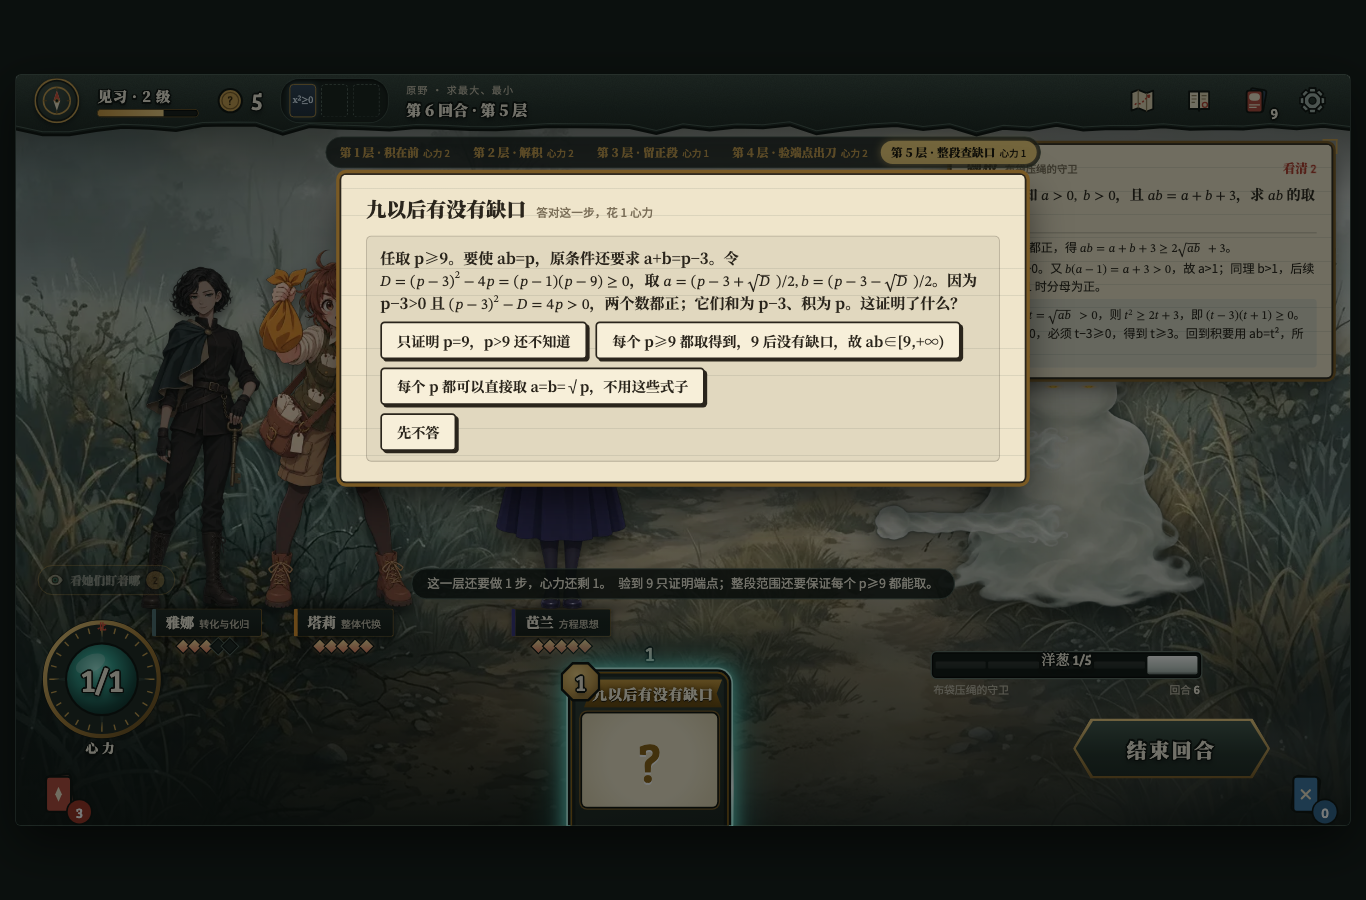 见习·2 级
? 5
x²≥0
原野 · 求最大、最小
第 6 回合 · 第 5 层
9
第 1 层 · 积在前 心力 2
第 2 层 · 解积 心力 2
第 3 层 · 留正段 心力 1
第 4 层 · 验端点出刀 心力 2
第 5 层 · 整段查缺口 心力 1
压绳的守卫
看清 2
a > 0, b > 0，且 ab = a + b + 3，求 ab 的取
都正，得 ab = a + b + 3 ≥ 2√ab + 3。
0。又 b(a − 1) = a + 3 > 0，故 a>1；同理 b>1，后续
时分母为正。
t = √ab > 0，则 t² ≥ 2t + 3，即 (t − 3)(t + 1) ≥ 0。
0，必须 t−3≥0，得到 t≥3。回到积要用 ab=t²，所
九以后有没有缺口 答对这一步，花 1 心力
任取 p≥9。要使 ab=p，原条件还要求 a+b=p−3。令
D = (p − 3)² − 4p = (p − 1)(p − 9) ≥ 0，取 a = (p − 3 + √D )/2, b = (p − 3 − √D )/2。因为
p−3>0 且 (p − 3)² − D = 4p > 0，两个数都正；它们和为 p−3、积为 p。这证明了什么？
只证明 p=9，p>9 还不知道
每个 p≥9 都取得到，9 后没有缺口，故 ab∈[9,+∞)
每个 p 都可以直接取 a=b=√p，不用这些式子
先不答
看她们盯着哪 2
这一层还要做 1 步，心力还剩 1。 验到 9 只证明端点；整段范围还要保证每个 p≥9 都能取。
雅娜 转化与化归
塔莉 整体代换
芭兰 方程思想
1/1
心力
3
1
1
九以后有没有缺口
?
洋葱 1/5
布袋压绳的守卫
回合 6
结束回合
0